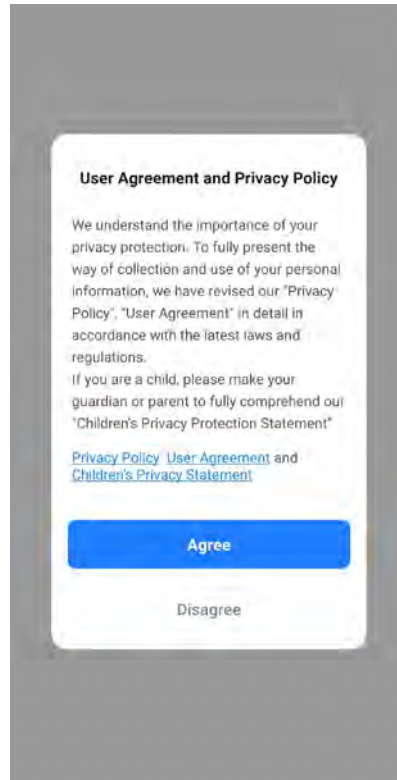 User Agreement and Privacy Policy
We understand the importance of your
privacy protection. To fully present the
way of collection and use of your personal
information, we have revised our "Privacy
Policy", "User Agreement" in detail in
accordance with the latest laws and
regulations.
If you are a child, please make your
guardian or parent to fully comprehend our
"Children's Privacy Protection Statement"
Privacy Policy User Agreement and
Children's Privacy Statement
Agree
Disagree